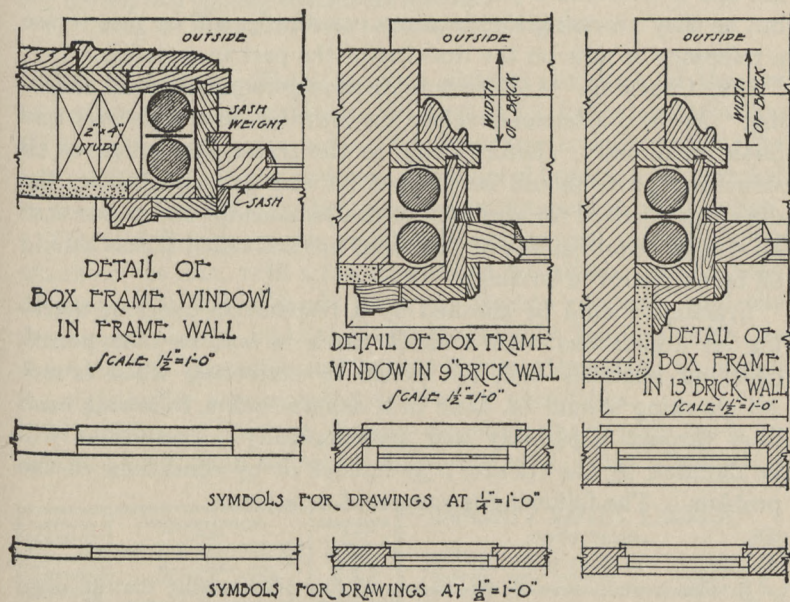 OUTSIDE
SASH
WEIGHT
2" x 4"
STUDS
SASH
DETAIL OF
BOX FRAME WINDOW
IN FRAME WALL
SCALE 1½"=1'-0"
OUTSIDE
WIDTH
OF BRICK
DETAIL OF BOX FRAME
WINDOW IN 9" BRICK WALL
SCALE 1½"=1'-0"
OUTSIDE
WIDTH
OF BRICK
DETAIL OF
BOX FRAME
IN 13" BRICK WALL
SCALE 1½"=1'-0"
SYMBOLS FOR DRAWINGS AT ¼"=1'-0"
SYMBOLS FOR DRAWINGS AT ⅛"=1'-0"